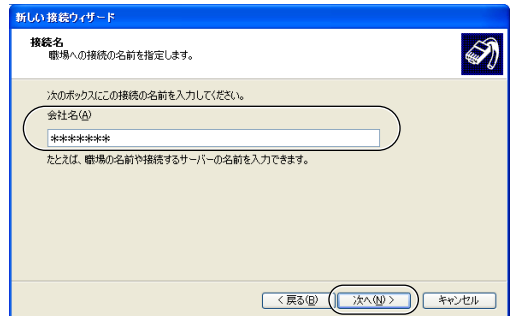 新しい接続ウィザード
接続名
職場への接続の名前を指定します。
次のボックスにこの接続の名前を入力してください。
会社名(A)
*******
たとえば、職場の名前や接続するサーバーの名前を入力できます。
< 戻る(B) 次へ(N) > キャンセル